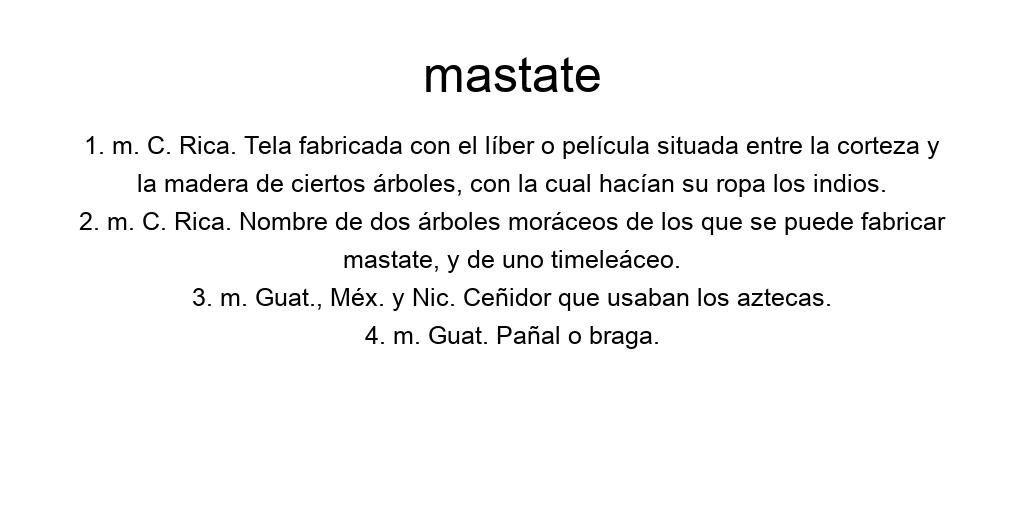 mastate
1. m. C. Rica. Tela fabricada con el líber o película situada entre la corteza y
la madera de ciertos árboles, con la cual hacían su ropa los indios.
2. m. C. Rica. Nombre de dos árboles moráceos de los que se puede fabricar
mastate, y de uno timeleáceo.
3. m. Guat., Méx. y Nic. Ceñidor que usaban los aztecas.
4. m. Guat. Pañal o braga.